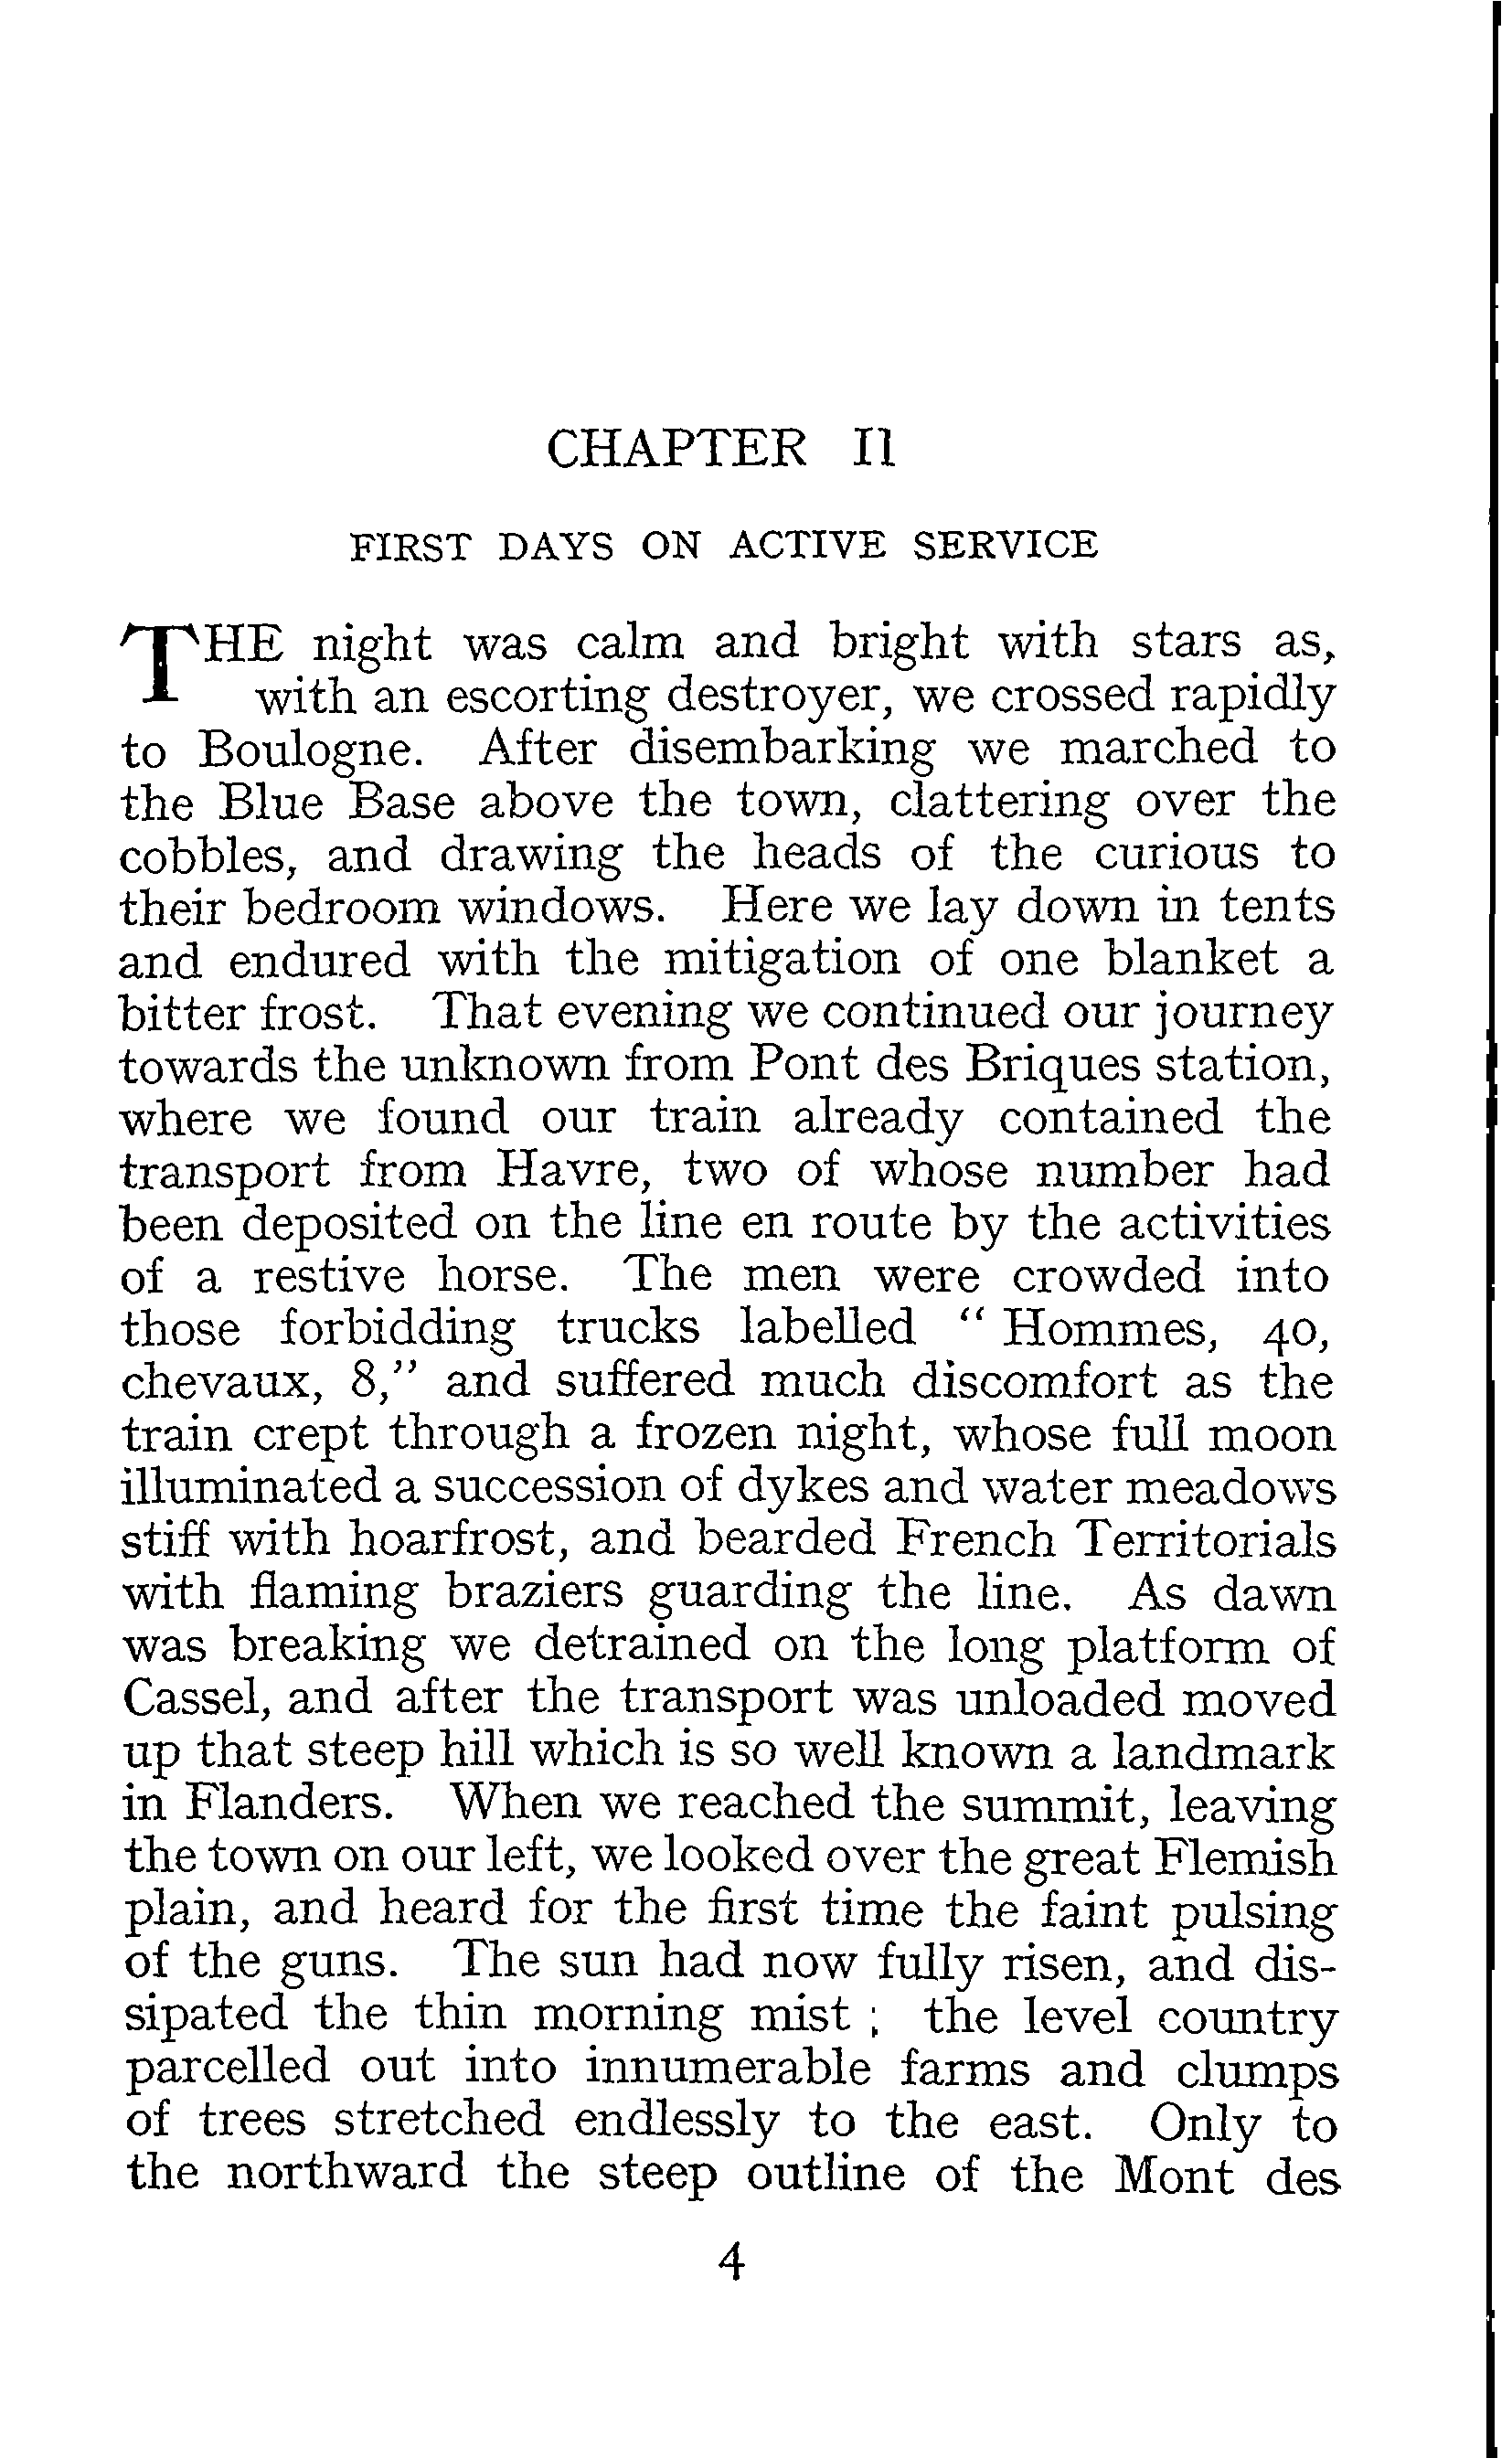 CHAPTER II
FIRST DAYS ON ACTIVE SERVICE
THE night was calm and bright with stars as,
with an escorting destroyer, we crossed rapidly
to Boulogne. After disembarking we marched to
the Blue Base above the town, clattering over the
cobbles, and drawing the heads of the curious to
their bedroom windows. Here we lay down in tents
and endured with the mitigation of one blanket a
bitter frost. That evening we continued our journey
towards the unknown from Pont des Briques station,
where we found our train already contained the
transport from Havre, two of whose number had
been deposited on the line en route by the activities
of a restive horse. The men were crowded into
those forbidding trucks labelled " Hommes, 40,
chevaux, 8," and suffered much discomfort as the
train crept through a frozen night, whose full moon
illuminated a succession of dykes and water meadows
stiff with hoarfrost, and bearded French Territorials
with flaming braziers guarding the line. As dawn
was breaking we detrained on the long platform of
Cassel, and after the transport was unloaded moved
up that steep hill which is so well known a landmark
in Flanders. When we reached the summit, leaving
the town on our left, we looked over the great Flemish
plain, and heard for the first time the faint pulsing
of the guns. The sun had now fully risen, and dis-
sipated the thin morning mist ; the level country
parcelled out into innumerable farms and clumps
of trees stretched endlessly to the east. Only to
the northward the steep outline of the Mont des
4